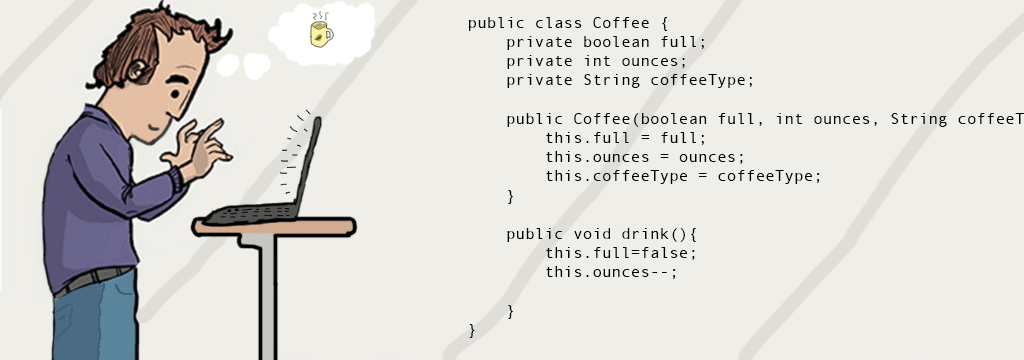 public class Coffee {
    private boolean full;
    private int ounces;
    private String coffeeType;

    public Coffee(boolean full, int ounces, String coffeeT
        this.full = full;
        this.ounces = ounces;
        this.coffeeType = coffeeType;
    }

    public void drink(){
        this.full=false;
        this.ounces--;

    }
}